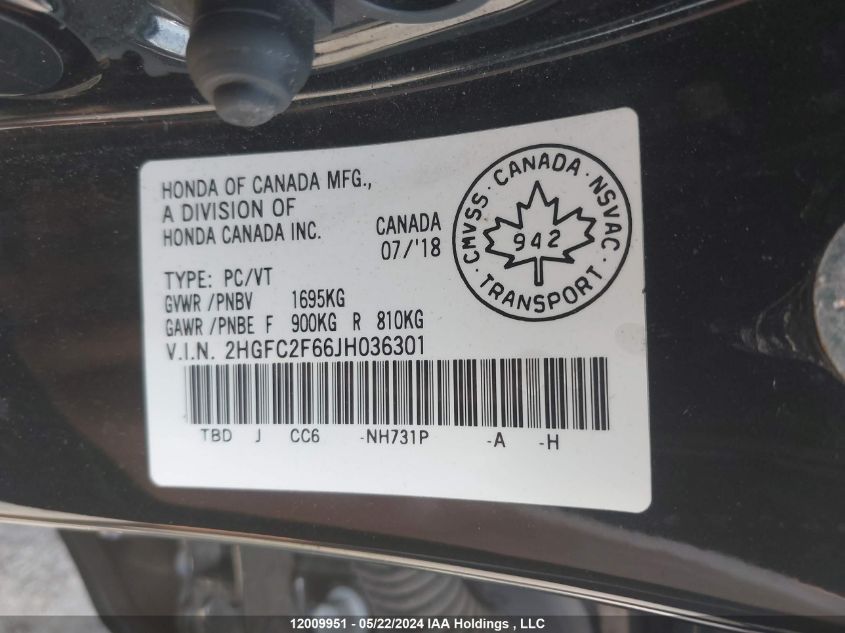 HONDA OF CANADA MFG.,
A DIVISION OF
HONDA CANADA INC.
CANADA
07/'18
CMVSS · CANADA · NSVAC
942
· TRANSPORT ·
TYPE: PC/VT
GVWR /PNBV 1695KG
GAWR /PNBE F 900KG R 810KG
V.I.N. 2HGFC2F66JH036301
TBD J CC6 -NH731P -A -H
12009951 - 05/22/2024 IAA Holdings , LLC